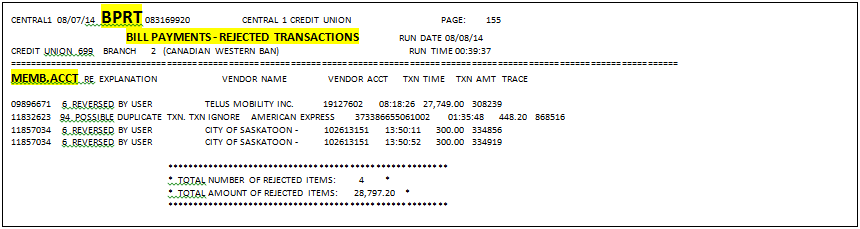 CENTRAL1 08/07/14 BPRT 083169920 CENTRAL 1 CREDIT UNION PAGE: 155
BILL PAYMENTS - REJECTED TRANSACTIONS RUN DATE 08/08/14
CREDIT UNION 699 BRANCH 2 (CANADIAN WESTERN BAN) RUN TIME 00:39:37
================================================================================
MEMB.ACCT RE EXPLANATION VENDOR NAME VENDOR ACCT TXN TIME TXN AMT TRACE
09896671 6 REVERSED BY USER TELUS MOBILITY INC. 19127602 08:18:26 27,749.00 308239
11832623 94 POSSIBLE DUPLICATE TXN. TXN IGNORE AMERICAN EXPRESS 373386655061002 01:35:48 448.20 868516
11857034 6 REVERSED BY USER CITY OF SASKATOON - 102613151 13:50:11 300.00 334856
11857034 6 REVERSED BY USER CITY OF SASKATOON - 102613151 13:50:52 300.00 334919
**************************************************
* TOTAL NUMBER OF REJECTED ITEMS: 4 *
* TOTAL AMOUNT OF REJECTED ITEMS: 28,797.20 *
**************************************************